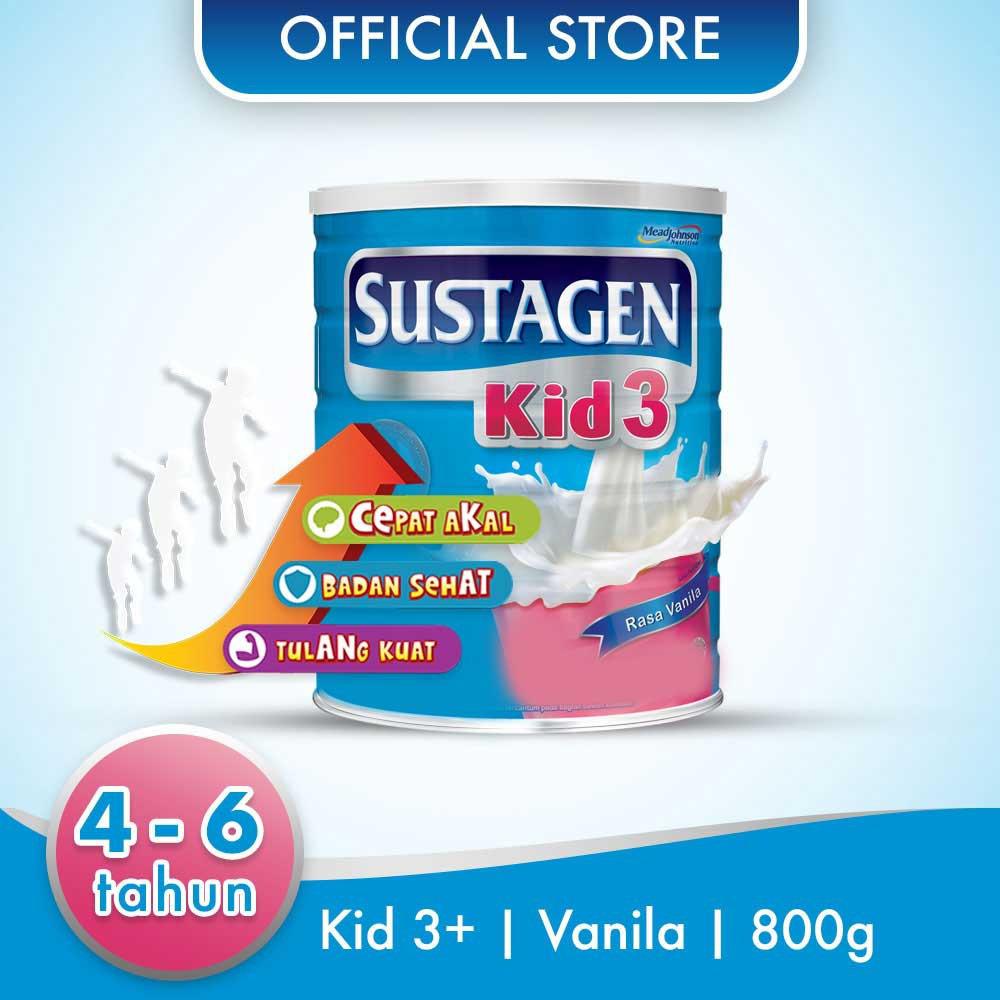 OFFICIAL STORE
MeadJohnson
Nutrition
SUSTAGEN
Kid 3
CEPAT AKAL
BADAN SEHAT
TULANG KUAT
Rasa Vanila
4 - 6
tahun
Kid 3+ | Vanila | 800g